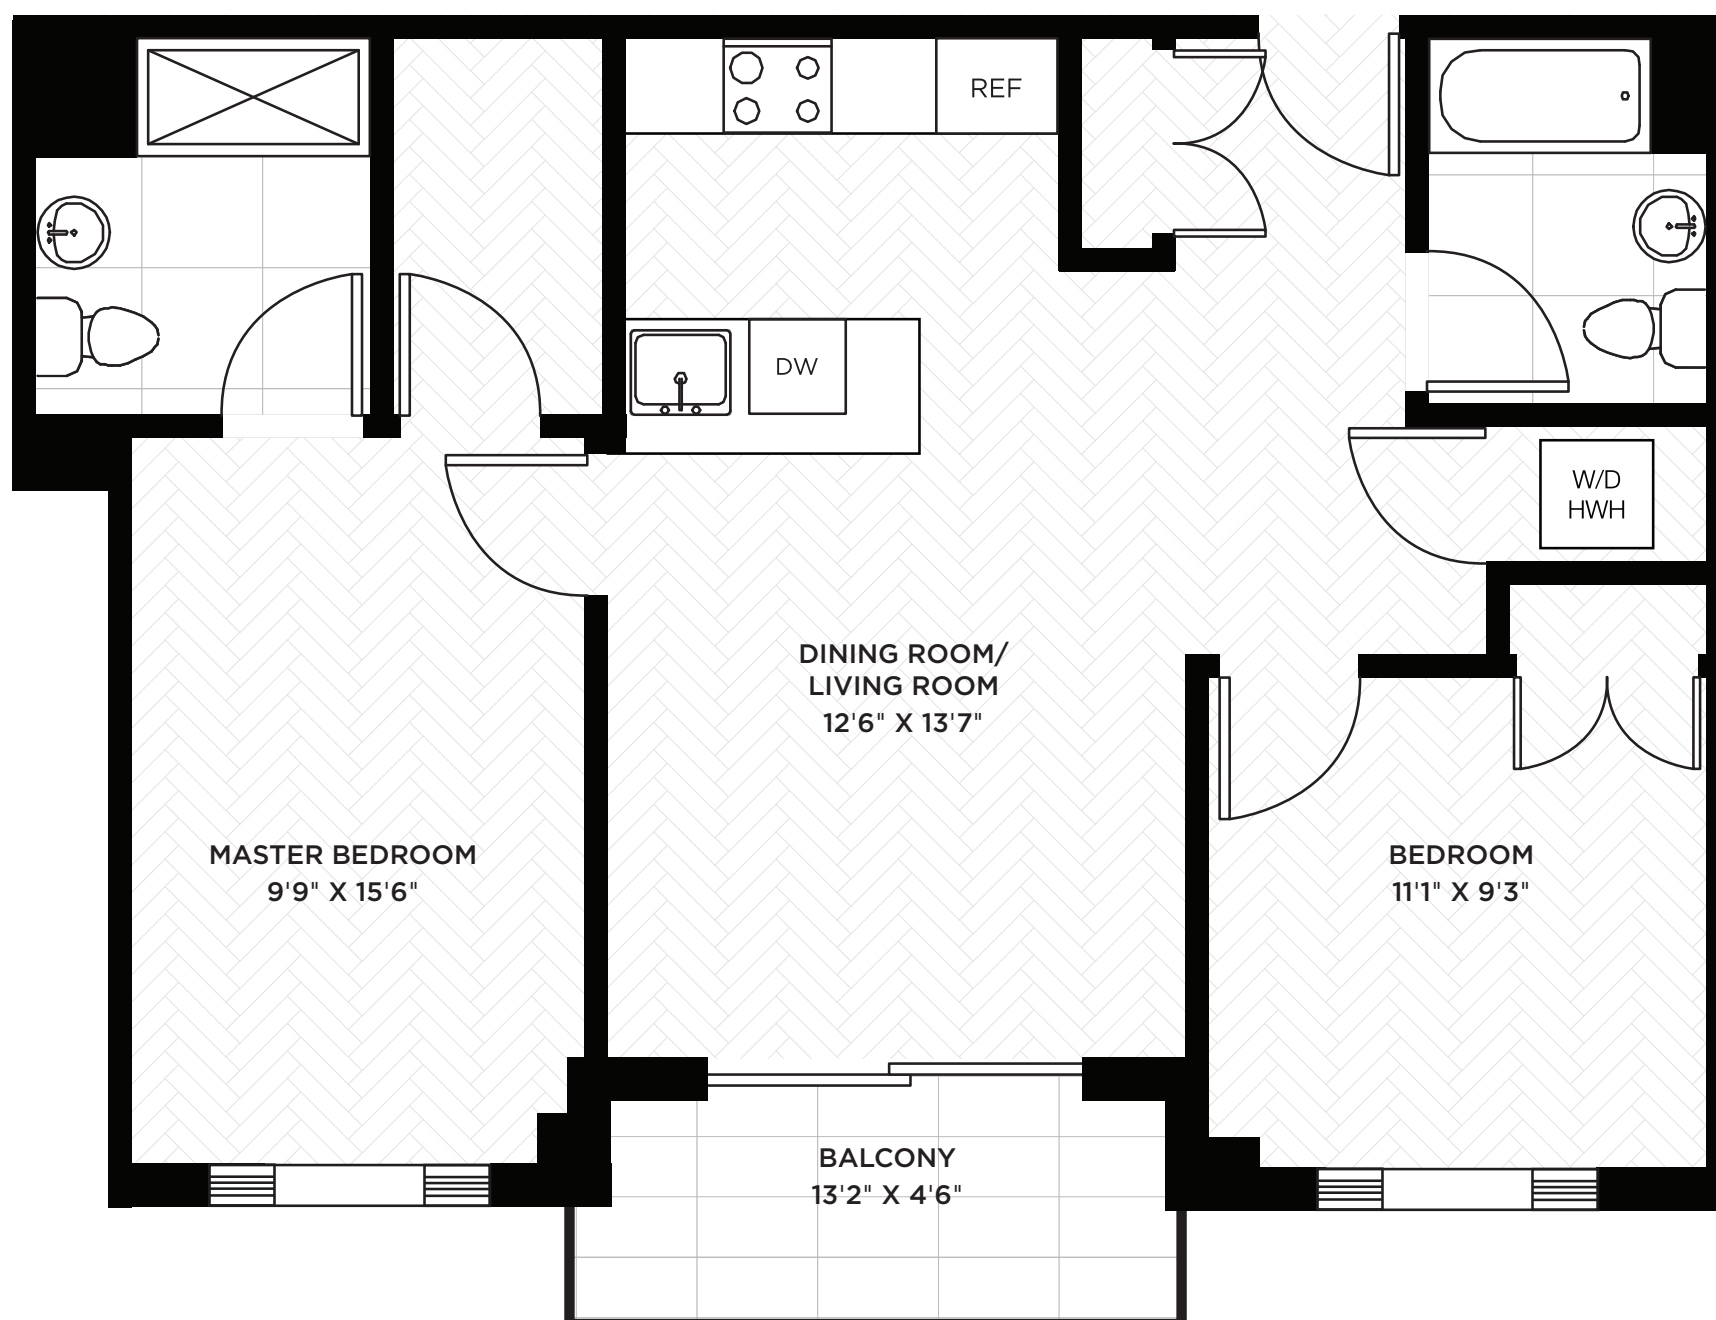 REF
DW
W/D
HWH
DINING ROOM/
LIVING ROOM
12'6" X 13'7"
MASTER BEDROOM
9'9" X 15'6"
BEDROOM
11'1" X 9'3"
BALCONY
13'2" X 4'6"